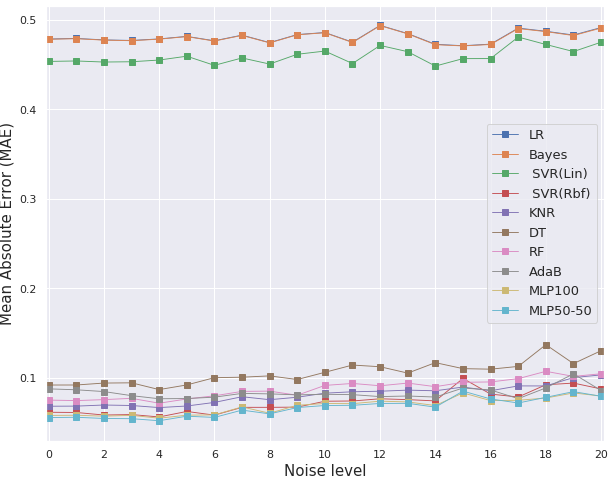 Mean Absolute Error (MAE)
0.5
0.4
0.3
0.2
0.1
LR
Bayes
SVR(Lin)
SVR(Rbf)
KNR
DT
RF
AdaB
MLP100
MLP50-50
0 2 4 6 8 10 12 14 16 18 20
Noise level